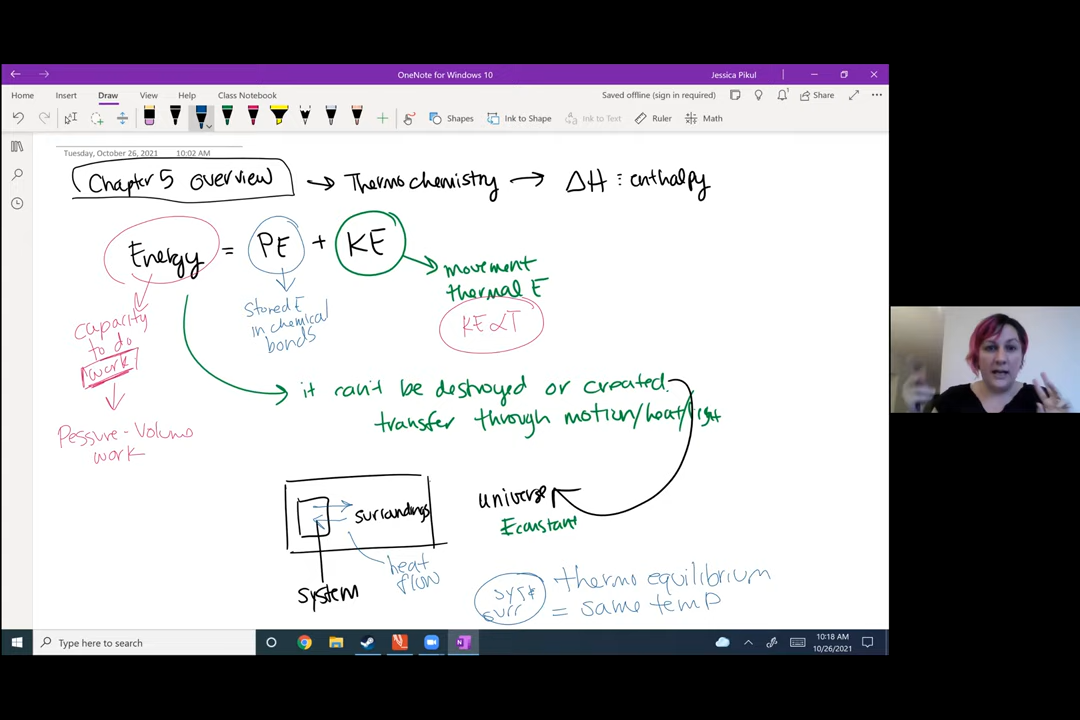 OneNote for Windows 10
Jessica Pikul
Home Insert Draw View Help Class Notebook
Saved offline (sign in required) Share
Shapes Ink to Shape Ink to Text Ruler Math
Tuesday, October 26, 2021 10:02 AM
Chapter 5 overview → Thermochemistry → ΔH : enthalpy
Energy = PE + KE
movement
thermal E
KE α T
Stored E
in chemical
bonds
capacity
to do
work
Pessure-Volume
work
it can't be destroyed or created.
transfer through motion/heat/light
surroundings
system
heat
flow
universe
E constant
sys &
surr
thermo equilibrium
= same temp
Type here to search
10:18 AM
10/26/2021